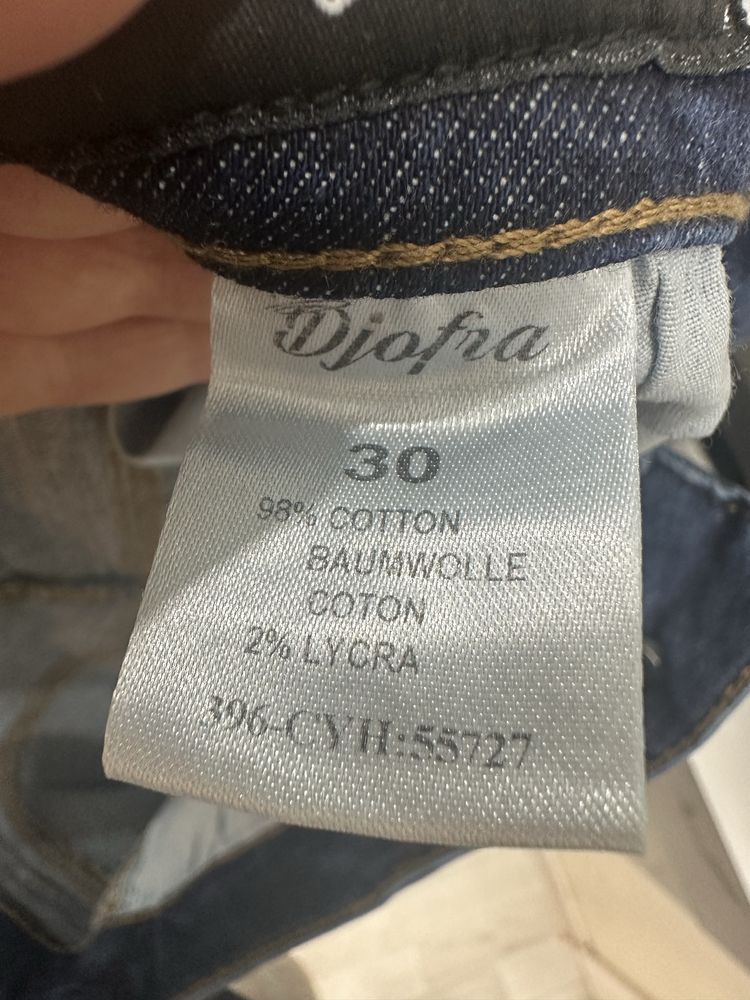 Djofra
30
98% COTTON
BAUMWOLLE
COTON
2% LYCRA
396-CYH:55727